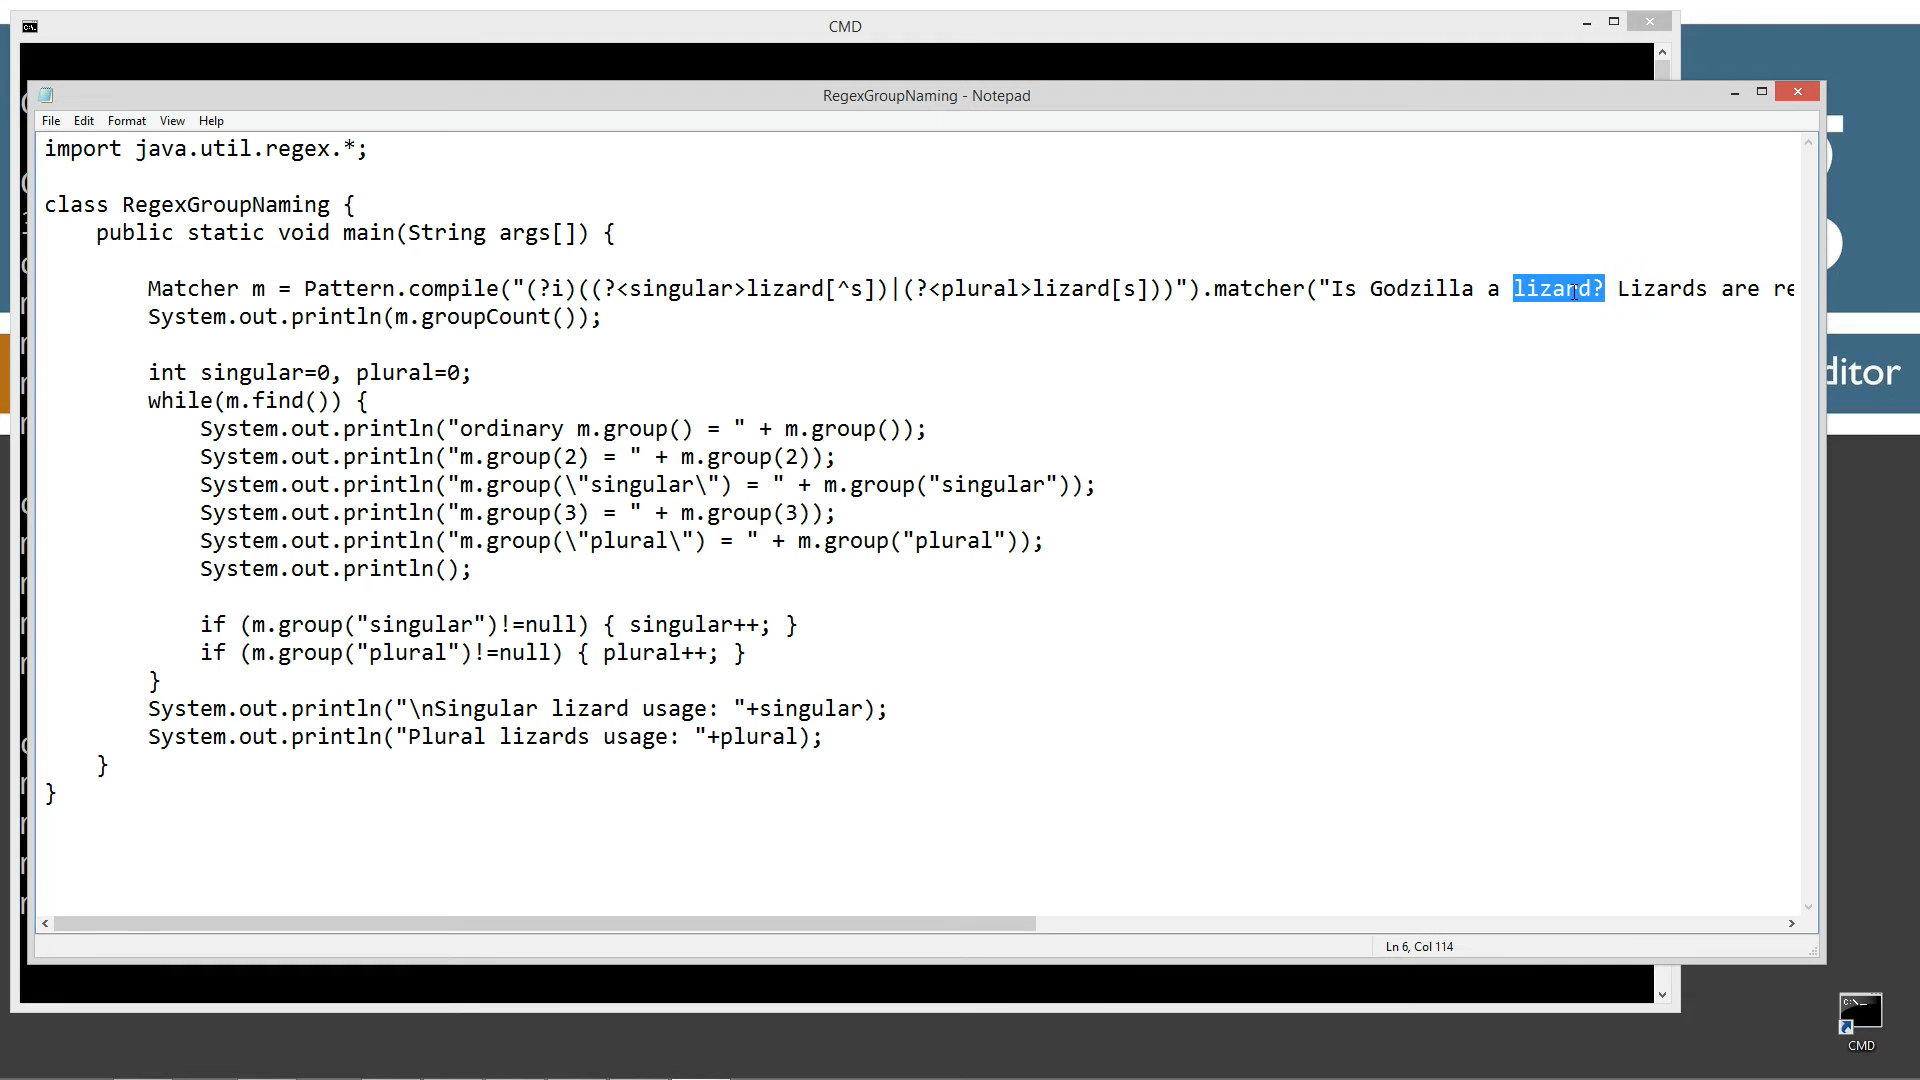 CMD
RegexGroupNaming - Notepad
File Edit Format View Help
import java.util.regex.*;
class RegexGroupNaming {
public static void main(String args[]) {
Matcher m = Pattern.compile("(?i)((?<singular>lizard[^s])|(?<plural>lizard[s]))").matcher("Is Godzilla a lizard? Lizards are re
System.out.println(m.groupCount());
int singular=0, plural=0;
while(m.find()) {
System.out.println("ordinary m.group() = " + m.group());
System.out.println("m.group(2) = " + m.group(2));
System.out.println("m.group(\"singular\") = " + m.group("singular"));
System.out.println("m.group(3) = " + m.group(3));
System.out.println("m.group(\"plural\") = " + m.group("plural"));
System.out.println();
if (m.group("singular")!=null) { singular++; }
if (m.group("plural")!=null) { plural++; }
}
System.out.println("\nSingular lizard usage: "+singular);
System.out.println("Plural lizards usage: "+plural);
}
}
Ln 6, Col 114
ditor
CMD